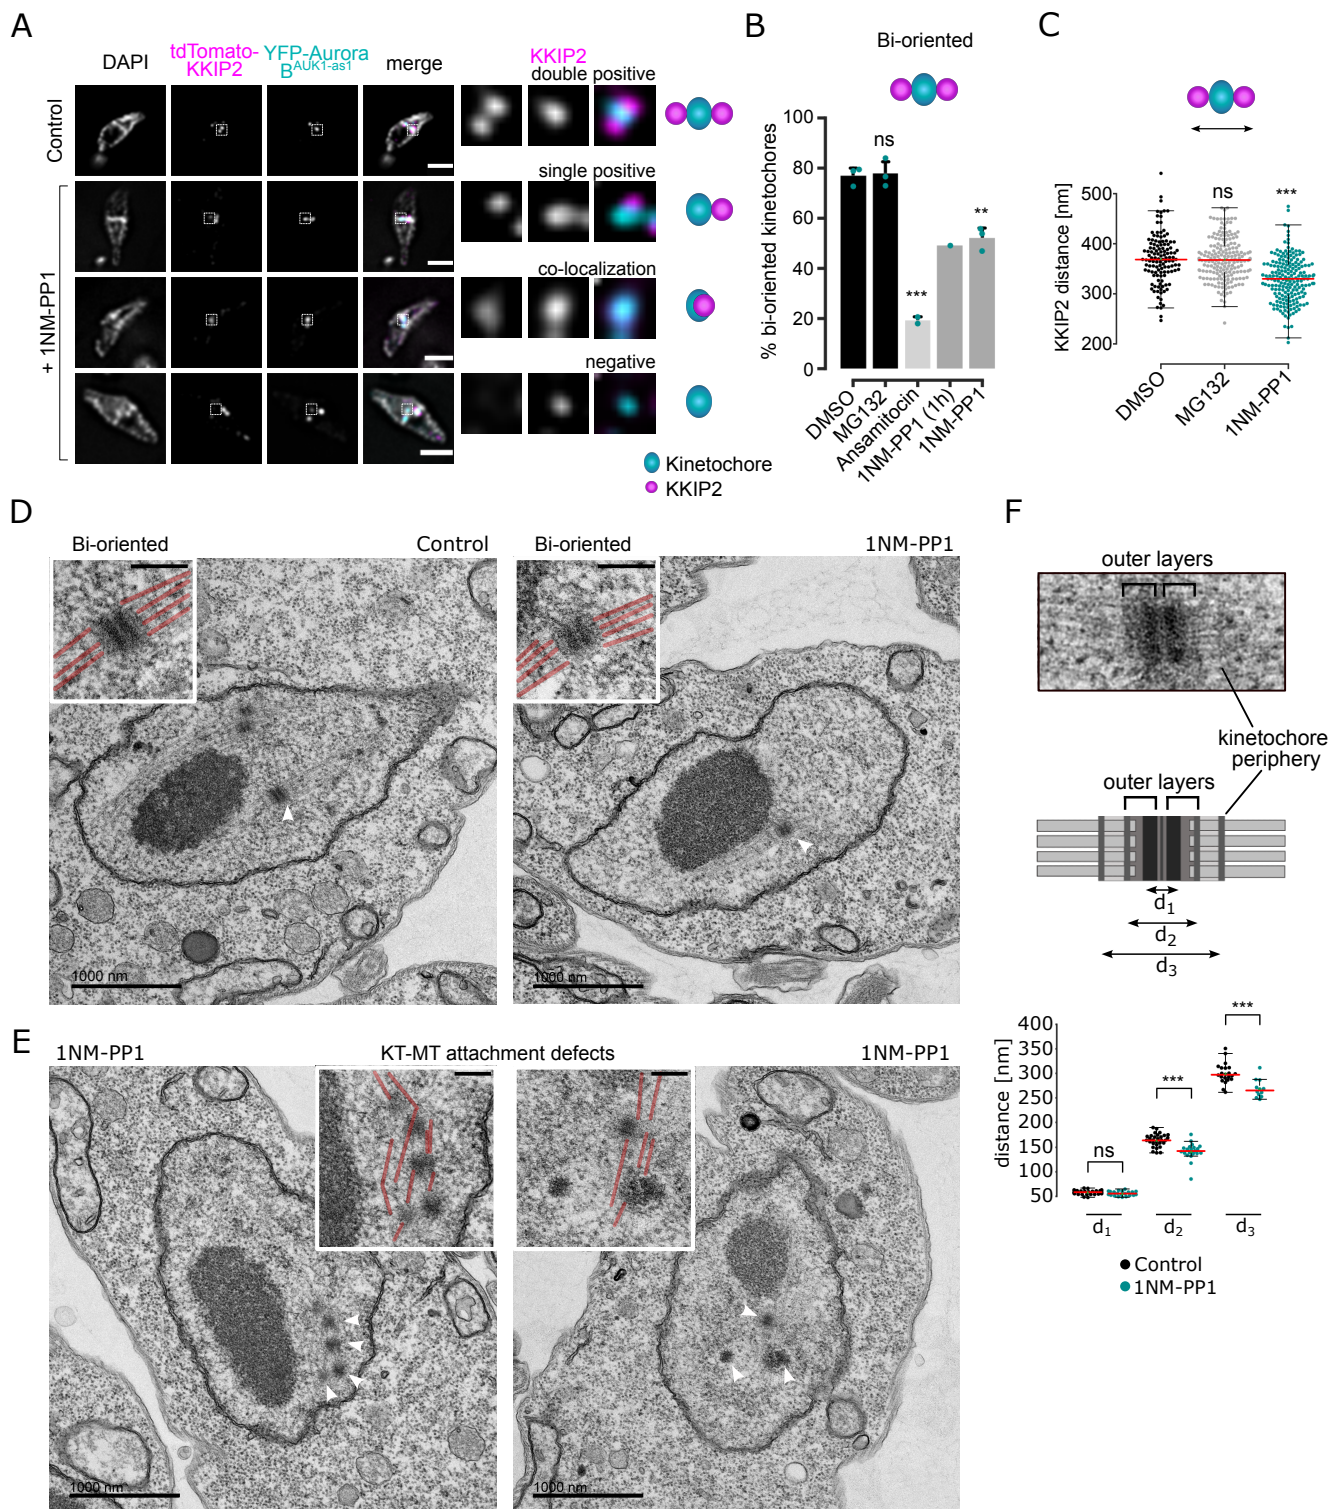 A
DAPI
tdTomato-
KKIP2
YFP-Aurora
B^AUK1-as1
merge
KKIP2
double positive
Control
+ 1NM-PP1
single positive
co-localization
negative
Kinetochore
KKIP2
B
Bi-oriented
% bi-oriented kinetochores
100
80
60
40
20
0
ns
***
**
DMSO
MG132
Ansamitocin
1NM-PP1 (1h)
1NM-PP1
C
KKIP2 distance [nm]
500
400
300
200
ns
***
DMSO
MG132
1NM-PP1
D
Bi-oriented
Control
1000 nm
Bi-oriented
1NM-PP1
1000 nm
E
1NM-PP1
KT-MT attachment defects
1NM-PP1
1000 nm
1000 nm
F
outer layers
kinetochore
periphery
outer layers
d1
d2
d3
distance [nm]
400
350
300
250
200
150
100
50
ns
***
***
d1
d2
d3
Control
1NM-PP1